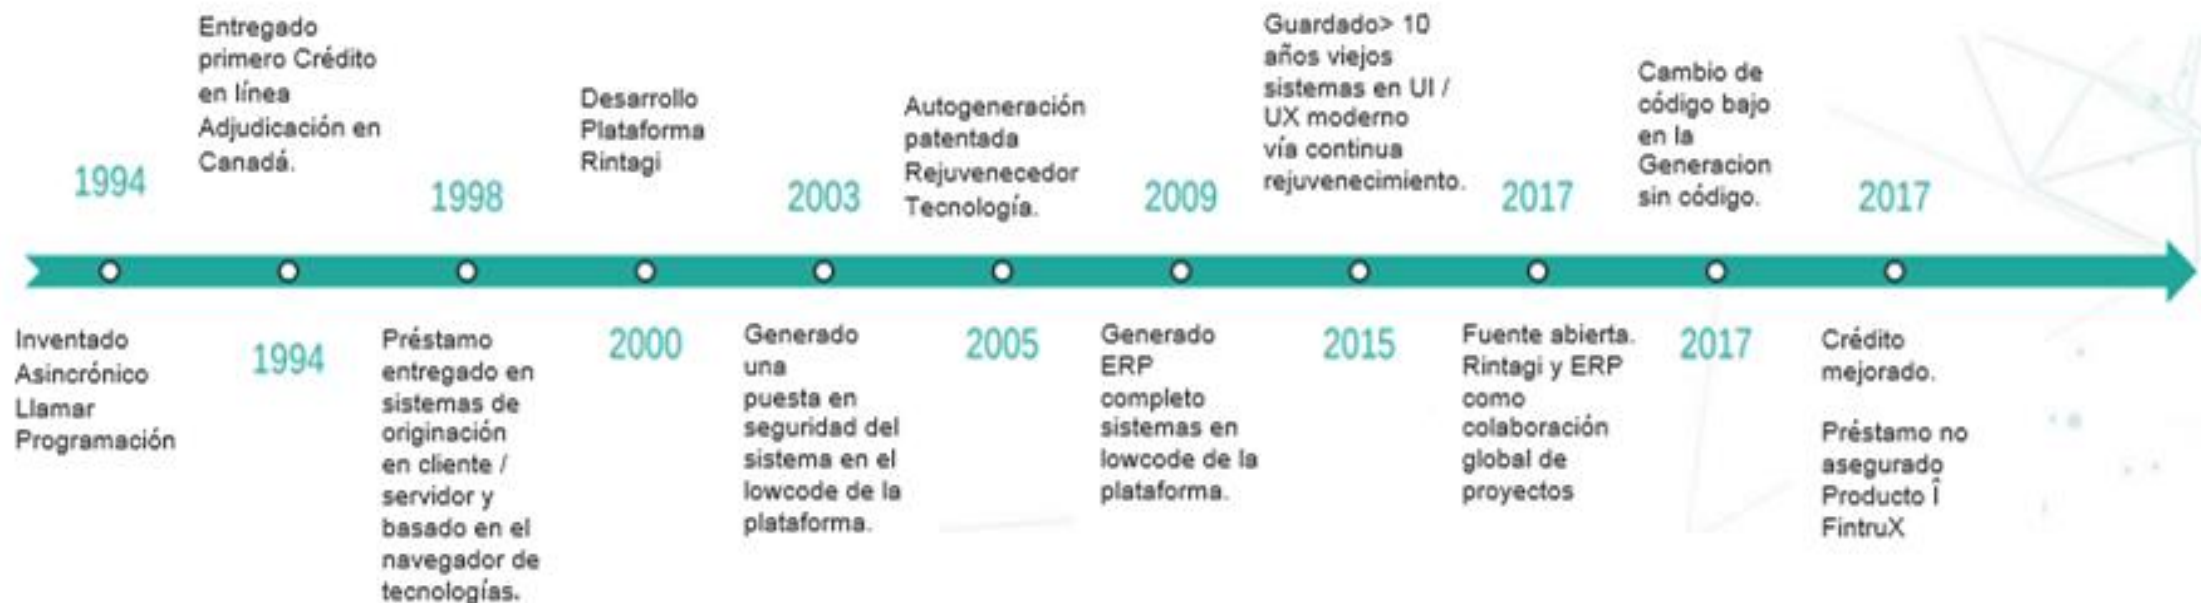 1994
Inventado
Asincrónico
Llamar
Programación
Entregado
primero Crédito
en línea
Adjudicación en
Canadá.
1994
1998
Préstamo
entregado en
sistemas de
originación
en cliente /
servidor y
basado en el
navegador de
tecnologías.
Desarrollo
Plataforma
Rintagi
2000
2003
Generado
una
puesta en
seguridad del
sistema en el
lowcode de la
plataforma.
Autogeneración
patentada
Rejuvenecedor
Tecnología.
2005
2009
Generado
ERP
completo
sistemas en
lowcode de la
plataforma.
Guardado> 10
años viejos
sistemas en UI /
UX moderno
vía continua
rejuvenecimiento.
2015
2017
Fuente abierta.
Rintagi y ERP
como
colaboración
global de
proyectos
Cambio de
código bajo
en la
Generacion
sin código.
2017
2017
Crédito
mejorado.
Préstamo no
asegurado
Producto Î
FintruX